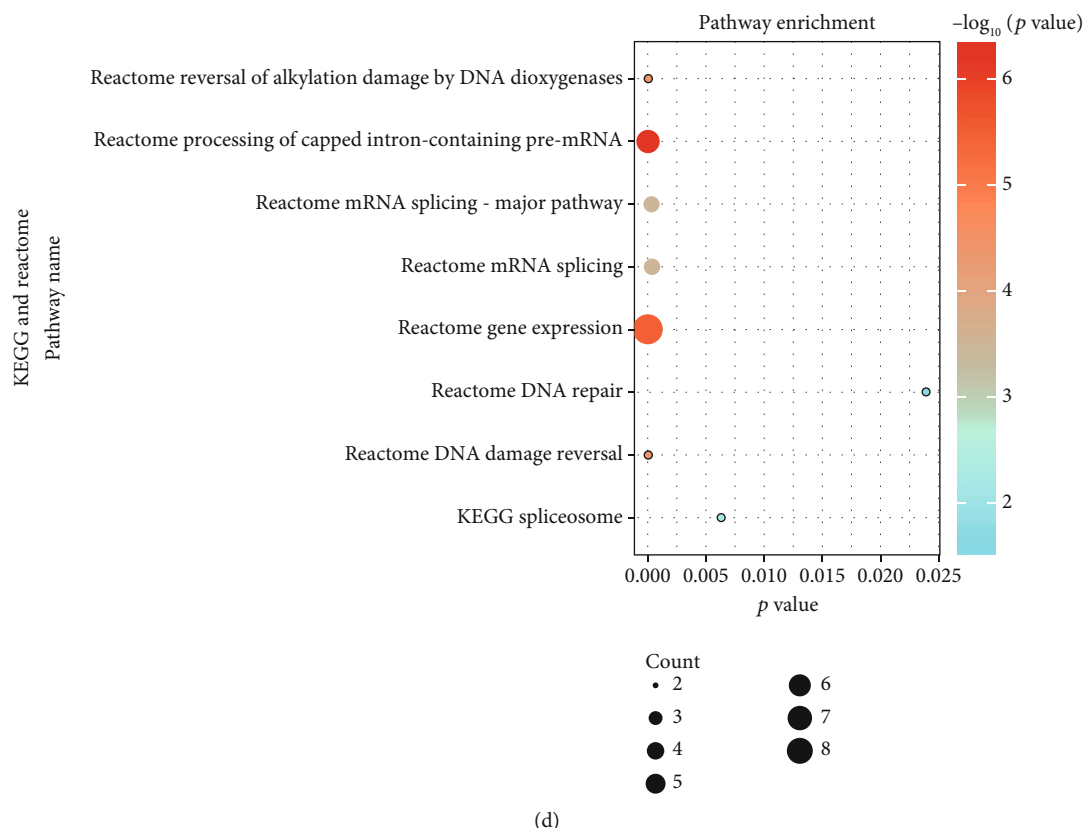 Pathway enrichment
–log10 (p value)
Reactome reversal of alkylation damage by DNA dioxygenases
Reactome processing of capped intron-containing pre-mRNA
Reactome mRNA splicing - major pathway
Reactome mRNA splicing
Reactome gene expression
Reactome DNA repair
Reactome DNA damage reversal
KEGG spliceosome
KEGG and reactome
Pathway name
6
5
4
3
2
0.000 0.005 0.010 0.015 0.020 0.025
p value
Count
2 6
3 7
4 8
5
(d)